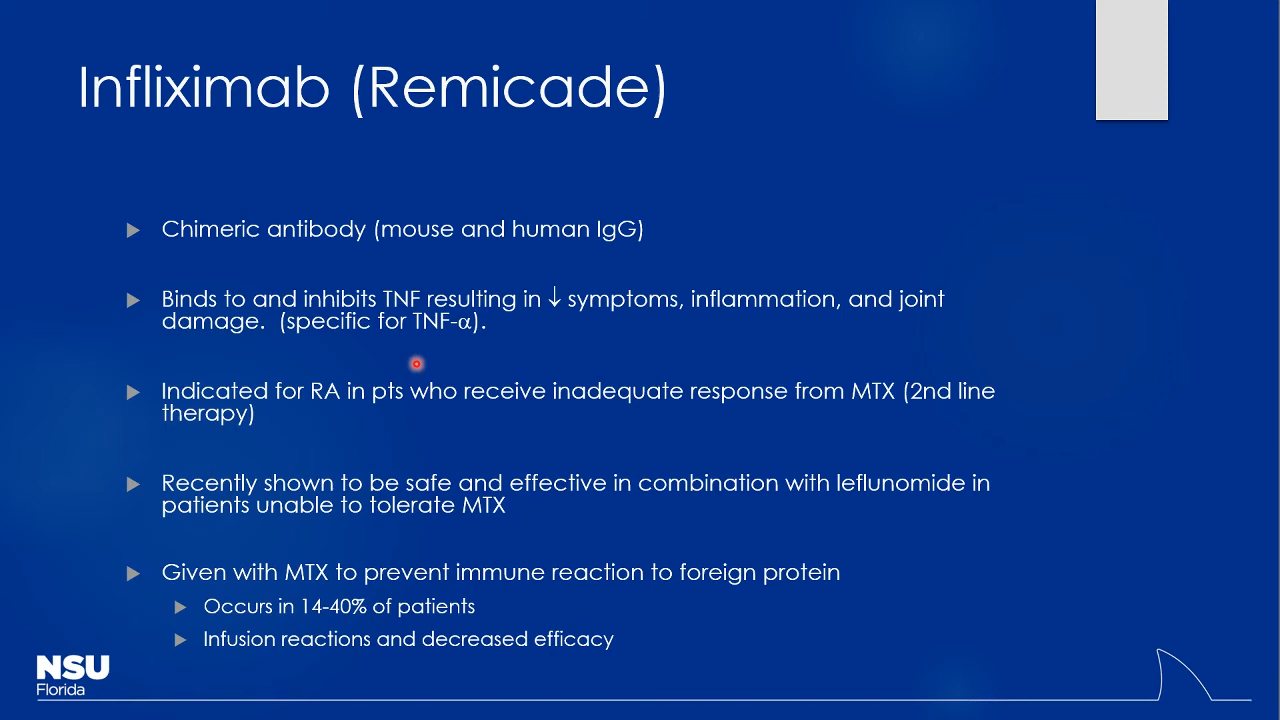 Infliximab (Remicade)
Chimeric antibody (mouse and human IgG)
Binds to and inhibits TNF resulting in ↓ symptoms, inflammation, and joint
damage.  (specific for TNF-α).
Indicated for RA in pts who receive inadequate response from MTX (2nd line
therapy)
Recently shown to be safe and effective in combination with leflunomide in
patients unable to tolerate MTX
Given with MTX to prevent immune reaction to foreign protein
Occurs in 14-40% of patients
Infusion reactions and decreased efficacy
NSU
Florida